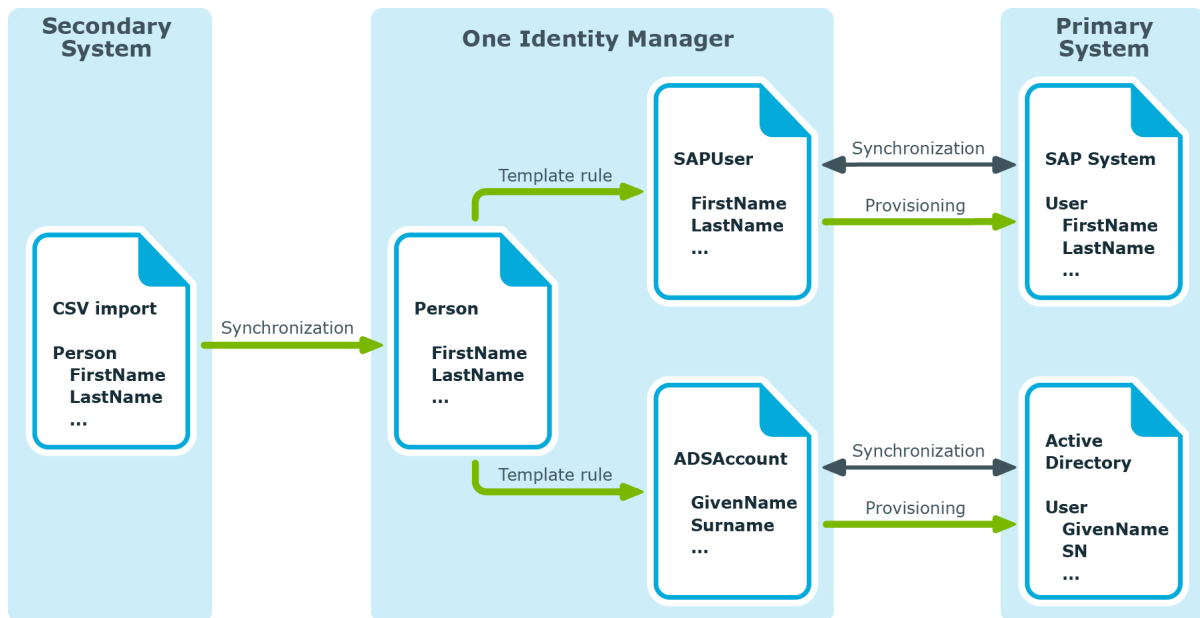 Secondary
System
One Identity Manager
Primary
System
CSV import
Person
FirstName
LastName
...
Synchronization
Person
FirstName
LastName
...
Template rule
Template rule
SAPUser
FirstName
LastName
...
ADSAccount
GivenName
Surname
...
Synchronization
Provisioning
Synchronization
Provisioning
SAP System
User
FirstName
LastName
...
Active
Directory
User
GivenName
SN
...